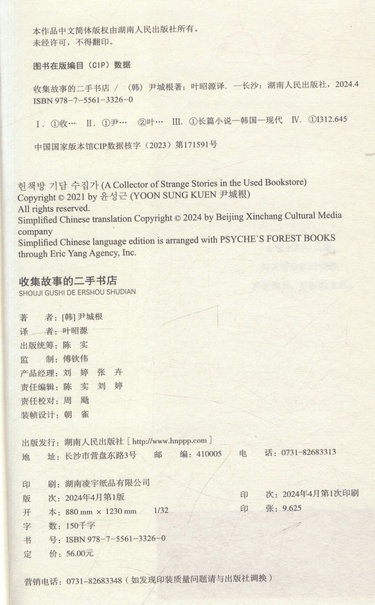 本作品中文简体版权由湖南人民出版社所有。
未经许可，不得翻印。
图书在版编目（CIP）数据
收集故事的二手书店 /（韩）尹城根著；叶昭源译. —长沙：湖南人民出版社，2024.4
ISBN 978-7-5561-3326-0
Ⅰ. ①收… Ⅱ. ①尹… ②叶… Ⅲ. ①长篇小说—韩国—现代 Ⅳ. ①I312.645
中国国家版本馆CIP数据核字（2023）第171591号
헌책방 기담 수집가 (A Collector of Strange Stories in the Used Bookstore)
Copyright © 2021 by 윤성근 (YOON SUNG KUEN 尹城根)
All rights reserved.
Simplified Chinese translation Copyright © 2024 by Beijing Xinchang Cultural Media
company
Simplified Chinese language edition is arranged with PSYCHE'S FOREST BOOKS
through Eric Yang Agency, Inc.
收集故事的二手书店
SHOUJI GUSHI DE ERSHOU SHUDIAN
著 者：[韩] 尹城根
译 者：叶昭源
出版统筹：陈 实
监 制：傅钦伟
产品经理：刘 婷 张 卉
责任编辑：陈 实 刘 婷
责任校对：周 飚
装帧设计：朝 雀
出版发行：湖南人民出版社 [ http://www.hnppp.com ]
地 址：长沙市营盘东路3号 邮 编：410005 电 话：0731-82683313
印 刷：湖南凌宇纸品有限公司
版 次：2024年4月第1版 印 次：2024年4月第1次印刷
开 本：880 mm × 1230 mm 1/32 印 张：9.625
字 数：150千字
书 号：ISBN 978-7-5561-3326-0
定 价：56.00元
营销电话：0731-82683348（如发现印装质量问题请与出版社调换）